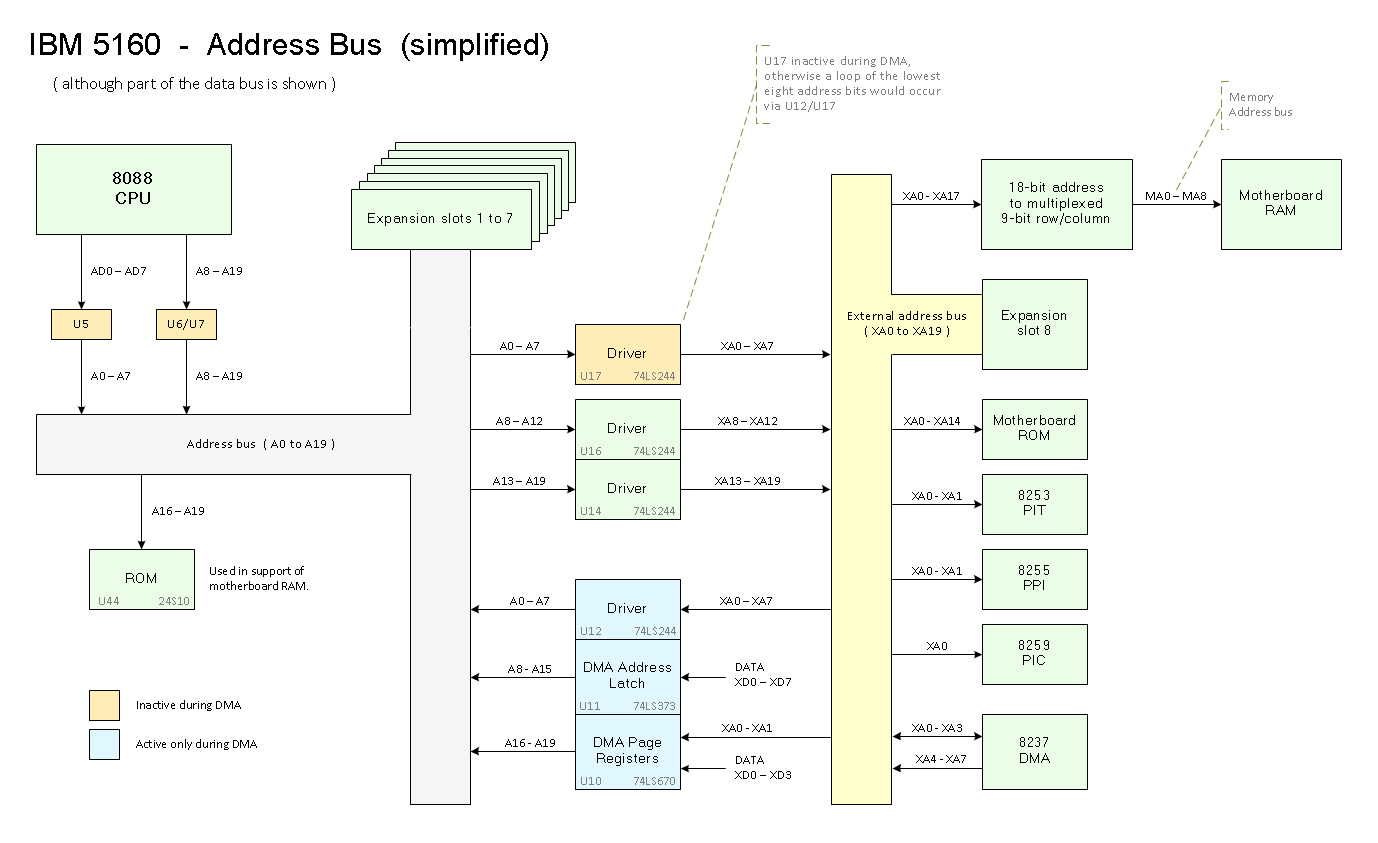 IBM 5160 - Address Bus (simplified)
( although part of the data bus is shown )
U17 inactive during DMA,
otherwise a loop of the lowest
eight address bits would occur
via U12/U17
Memory
Address bus
8088
CPU
Expansion slots 1 to 7
XA0 - XA17
18-bit address
to multiplexed
9-bit row/column
MA0 – MA8
Motherboard
RAM
AD0 – AD7
A8 – A19
U5
U6/U7
A0 – A7
A8 – A19
Address bus ( A0 to A19 )
A16 – A19
ROM
U44 24S10
Used in support of
motherboard RAM.
Inactive during DMA
Active only during DMA
A0 – A7
Driver
U17 74LS244
XA0 – XA7
A8 – A12
Driver
U16 74LS244
XA8 – XA12
A13 – A19
Driver
U14 74LS244
XA13 – XA19
A0 – A7
Driver
U12 74LS244
XA0 – XA7
A8 - A15
DMA Address
Latch
U11 74LS373
DATA
XD0 – XD7
A16 - A19
DMA Page
Registers
U10 74LS670
XA0 - XA1
DATA
XD0 – XD3
External address bus
( XA0 to XA19 )
Expansion
slot 8
XA0 - XA14
Motherboard
ROM
XA0 - XA1
8253
PIT
XA0 - XA1
8255
PPI
XA0
8259
PIC
XA0 - XA3
XA4 - XA7
8237
DMA